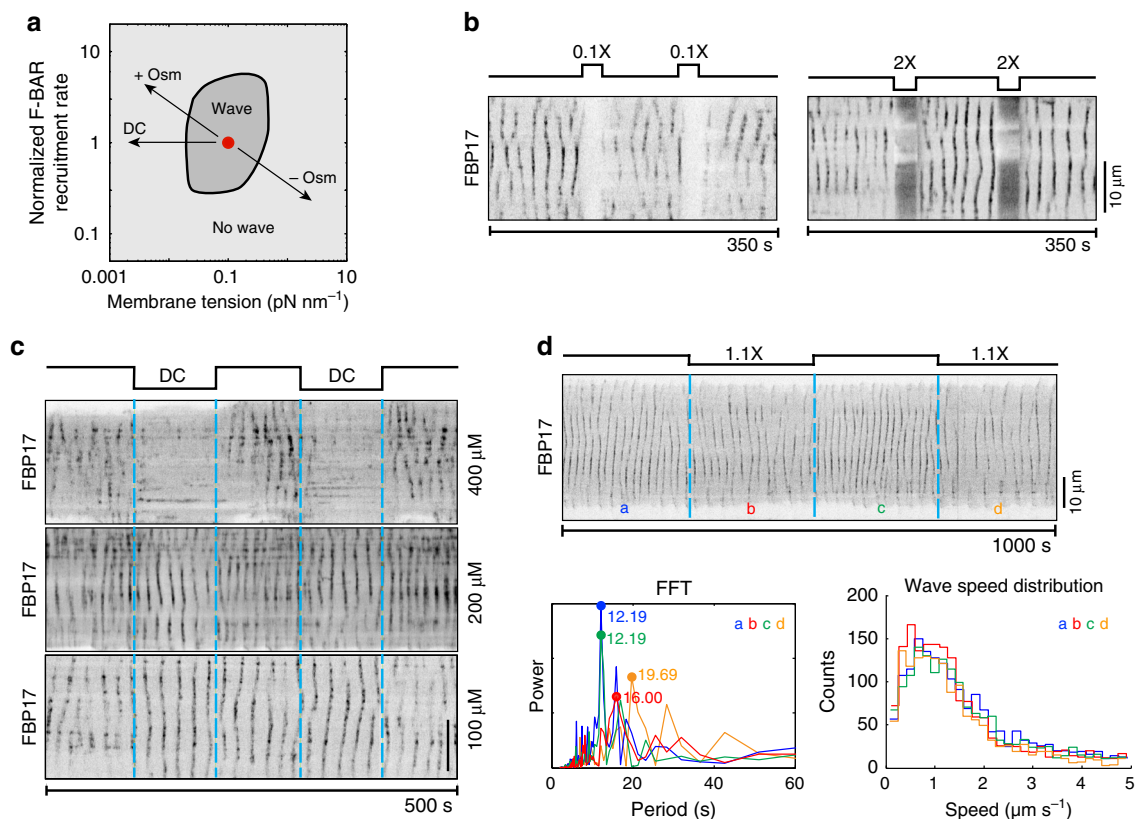 a
Normalized F-BAR
recruitment rate
10
1
0.1
+ Osm
Wave
DC
– Osm
No wave
0.001
0.1
10
Membrane tension (pN nm⁻¹)
b
0.1X
0.1X
2X
2X
FBP17
10 µm
350 s
350 s
c
DC
DC
FBP17
400 µM
FBP17
200 µM
FBP17
100 µM
500 s
d
1.1X
1.1X
FBP17
a
b
c
d
10 µm
1000 s
FFT
a b c d
12.19
12.19
19.69
16.00
Power
0
20
40
60
Period (s)
Wave speed distribution
a b c d
Counts
200
150
100
50
0
0
1
2
3
4
5
Speed (µm s⁻¹)